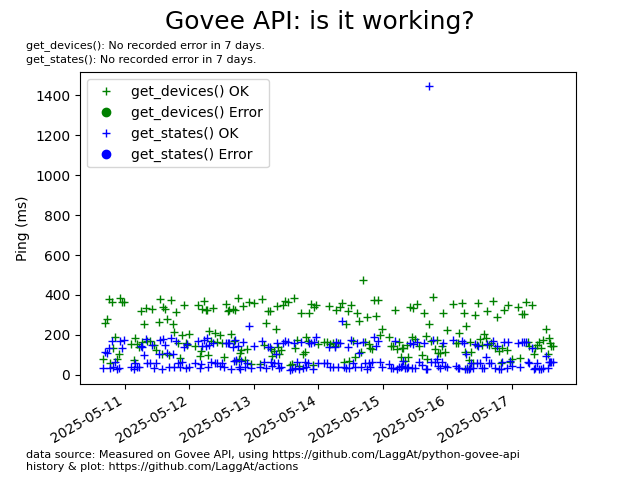 Govee API: is it working?
get_devices(): No recorded error in 7 days.
get_states(): No recorded error in 7 days.
get_devices() OK
get_devices() Error
get_states() OK
get_states() Error
Ping (ms)
1400
1200
1000
800
600
400
200
0
2025-05-11
2025-05-12
2025-05-13
2025-05-14
2025-05-15
2025-05-16
2025-05-17
data source: Measured on Govee API, using https://github.com/LaggAt/python-govee-api
history & plot: https://github.com/LaggAt/actions